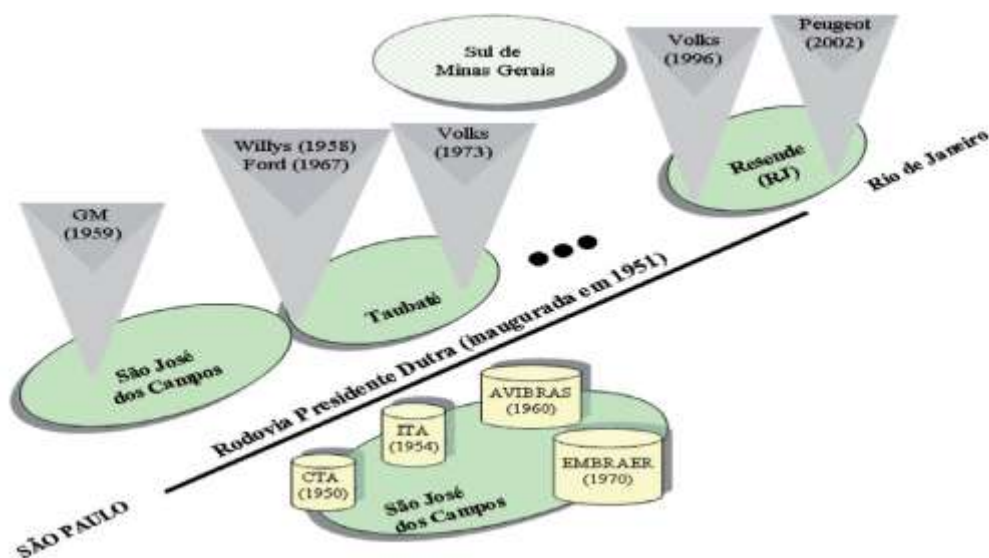 Peugeot
(2002)
Volks
(1996)
Sul de
Minas Gerais
Willys (1958)
Ford (1967)
Volks
(1973)
Resende
(RJ)
Rio de Janeiro
GM
(1959)
Taubaté
São José
dos Campos
Rodovia Presidente Dutra (inaugurada em 1951)
AVIBRAS
(1960)
ITA
(1954)
EMBRAER
(1970)
CTA
(1950)
São José
dos Campos
SÃO PAULO